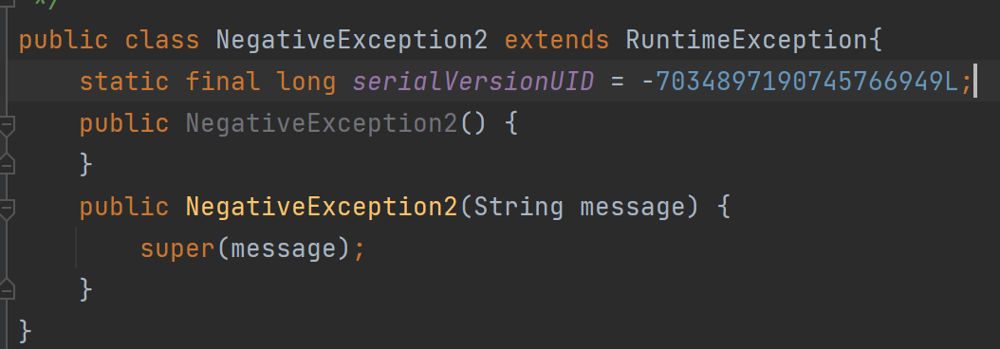 */
public class NegativeException2 extends RuntimeException{
static final long serialVersionUID = -7034897190745766949L;
public NegativeException2() {
}
public NegativeException2(String message) {
super(message);
}
}